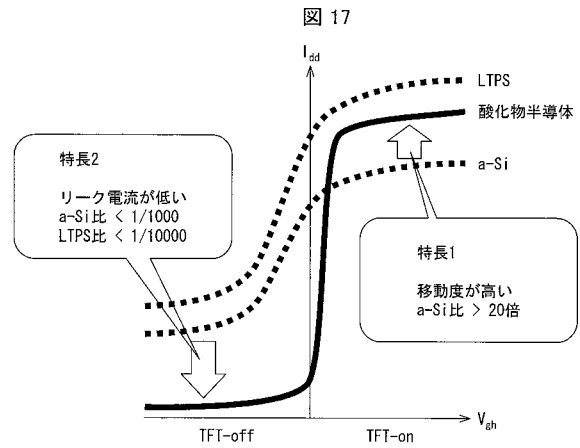 図 17
I_dd
LTPS
酸化物半導体
a-Si
特長2
リーク電流が低い
a-Si比 < 1/1000
LTPS比 < 1/10000
特長1
移動度が高い
a-Si比 > 20倍
V_gh
TFT-off
TFT-on